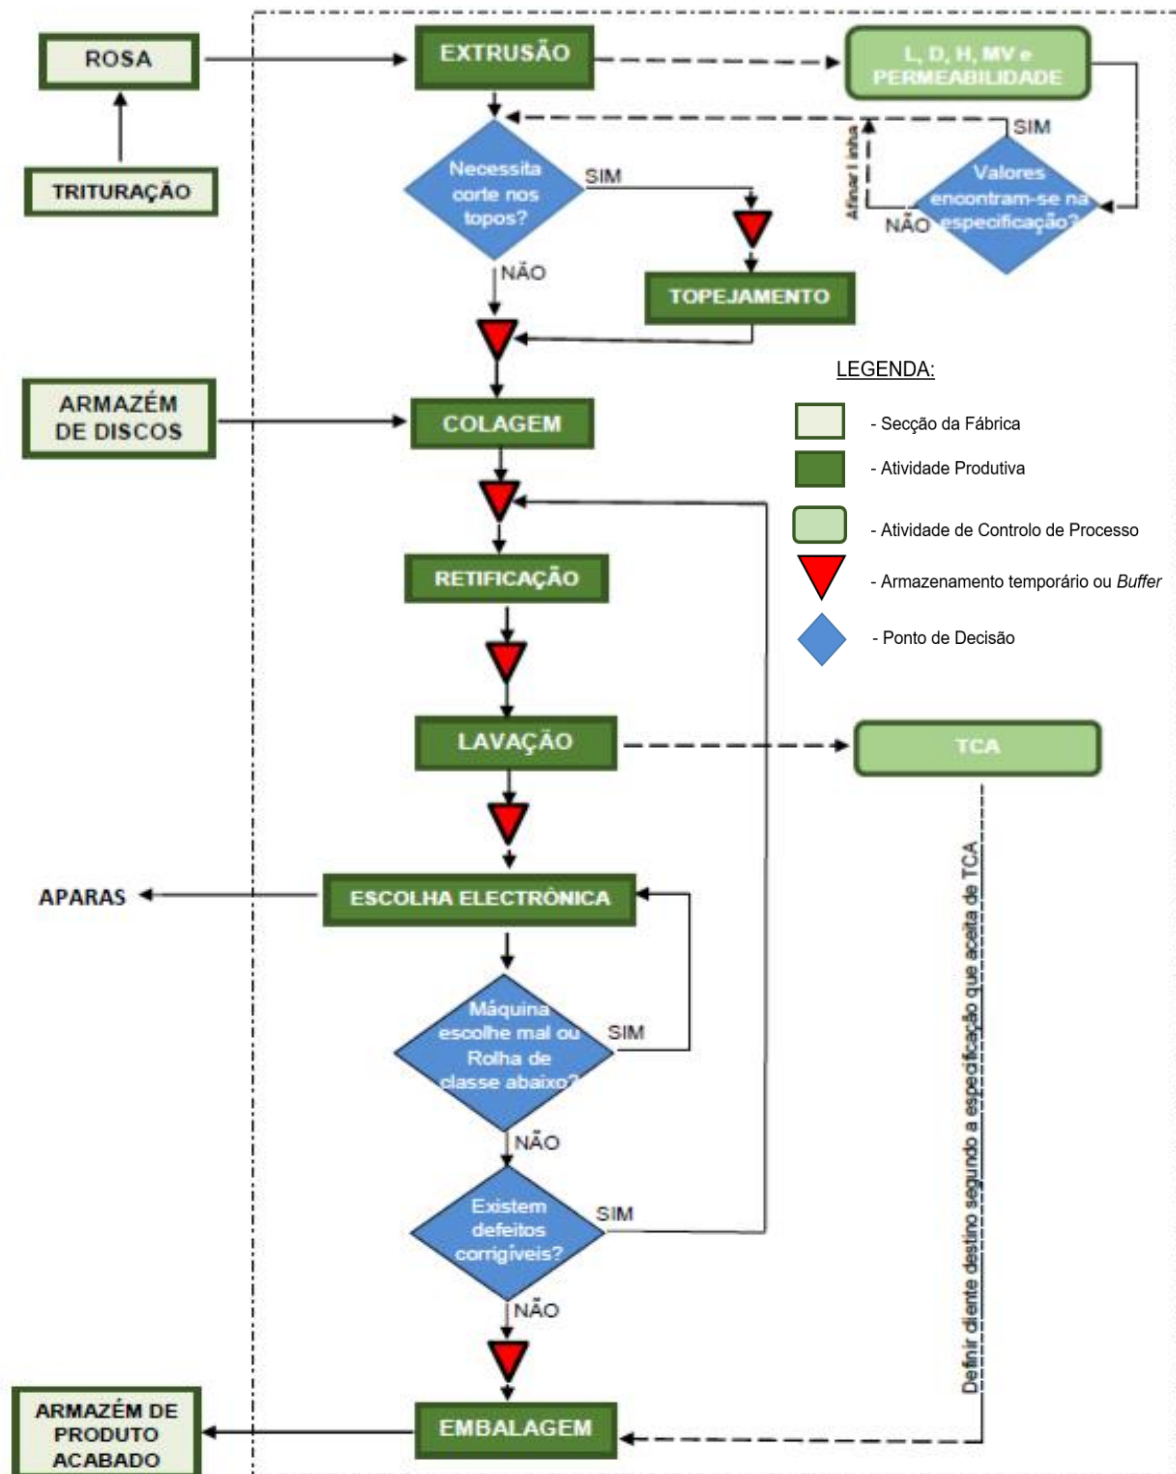 ROSA
EXTRUSÃO
L, D, H, MV e
PERMEABILIDADE
TRITURAÇÃO
Necessita
corte nos
topos?
SIM
NÃO
Afinar Linha
SIM
Valores
encontram-se na
especificação?
NÃO
TOPEJAMENTO
LEGENDA:
- Secção da Fábrica
- Atividade Produtiva
- Atividade de Controlo de Processo
- Armazenamento temporário ou Buffer
- Ponto de Decisão
ARMAZÉM
DE DISCOS
COLAGEM
RETIFICAÇÃO
LAVAÇÃO
TCA
APARAS
ESCOLHA ELECTRÓNICA
Máquina
escolhe mal ou
Rolha de
classe abaixo?
SIM
NÃO
Existem
defeitos
corrigíveis?
SIM
NÃO
Definir cliente destino segundo a especificação que aceita de TCA
ARMAZÉM DE
PRODUTO
ACABADO
EMBALAGEM